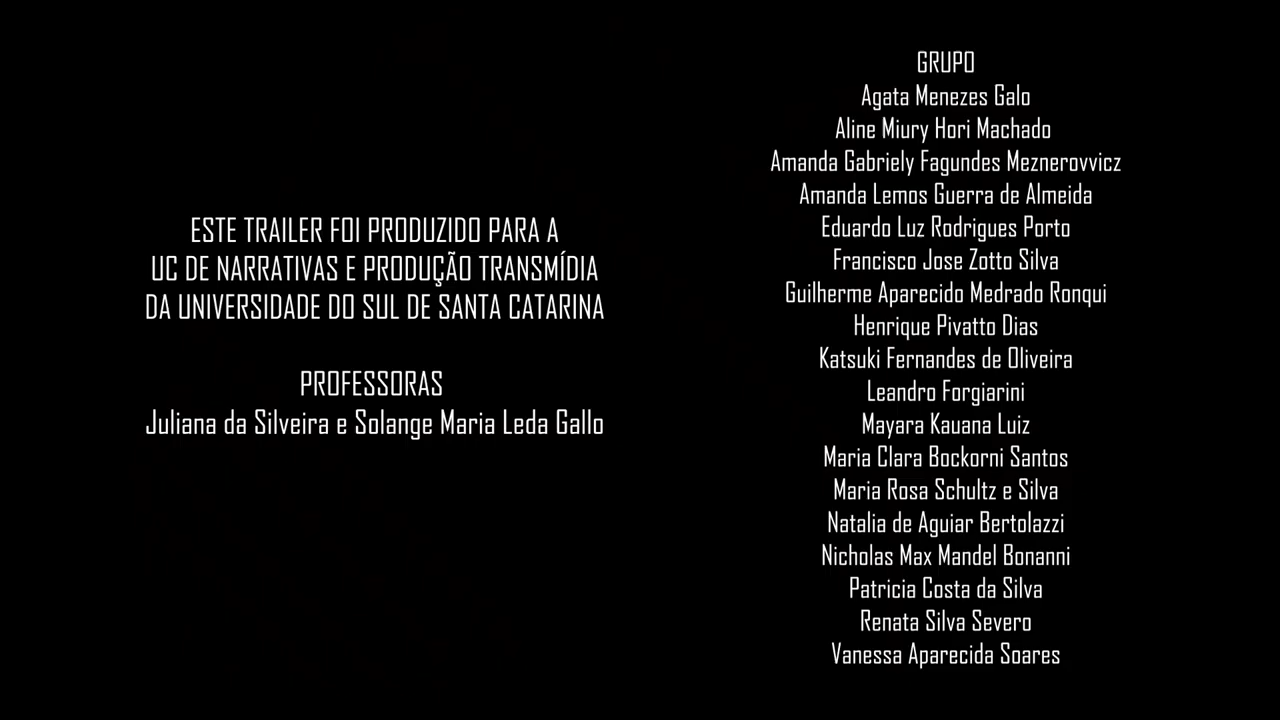 ESTE TRAILER FOI PRODUZIDO PARA A
UC DE NARRATIVAS E PRODUÇÃO TRANSMÍDIA
DA UNIVERSIDADE DO SUL DE SANTA CATARINA
PROFESSORAS
Juliana da Silveira e Solange Maria Leda Gallo
GRUPO
Agata Menezes Galo
Aline Miury Hori Machado
Amanda Gabriely Fagundes Meznerovvicz
Amanda Lemos Guerra de Almeida
Eduardo Luz Rodrigues Porto
Francisco Jose Zotto Silva
Guilherme Aparecido Medrado Ronqui
Henrique Pivatto Dias
Katsuki Fernandes de Oliveira
Leandro Forgiarini
Mayara Kauana Luiz
Maria Clara Bockorni Santos
Maria Rosa Schultz e Silva
Natalia de Aguiar Bertolazzi
Nicholas Max Mandel Bonanni
Patricia Costa da Silva
Renata Silva Severo
Vanessa Aparecida Soares